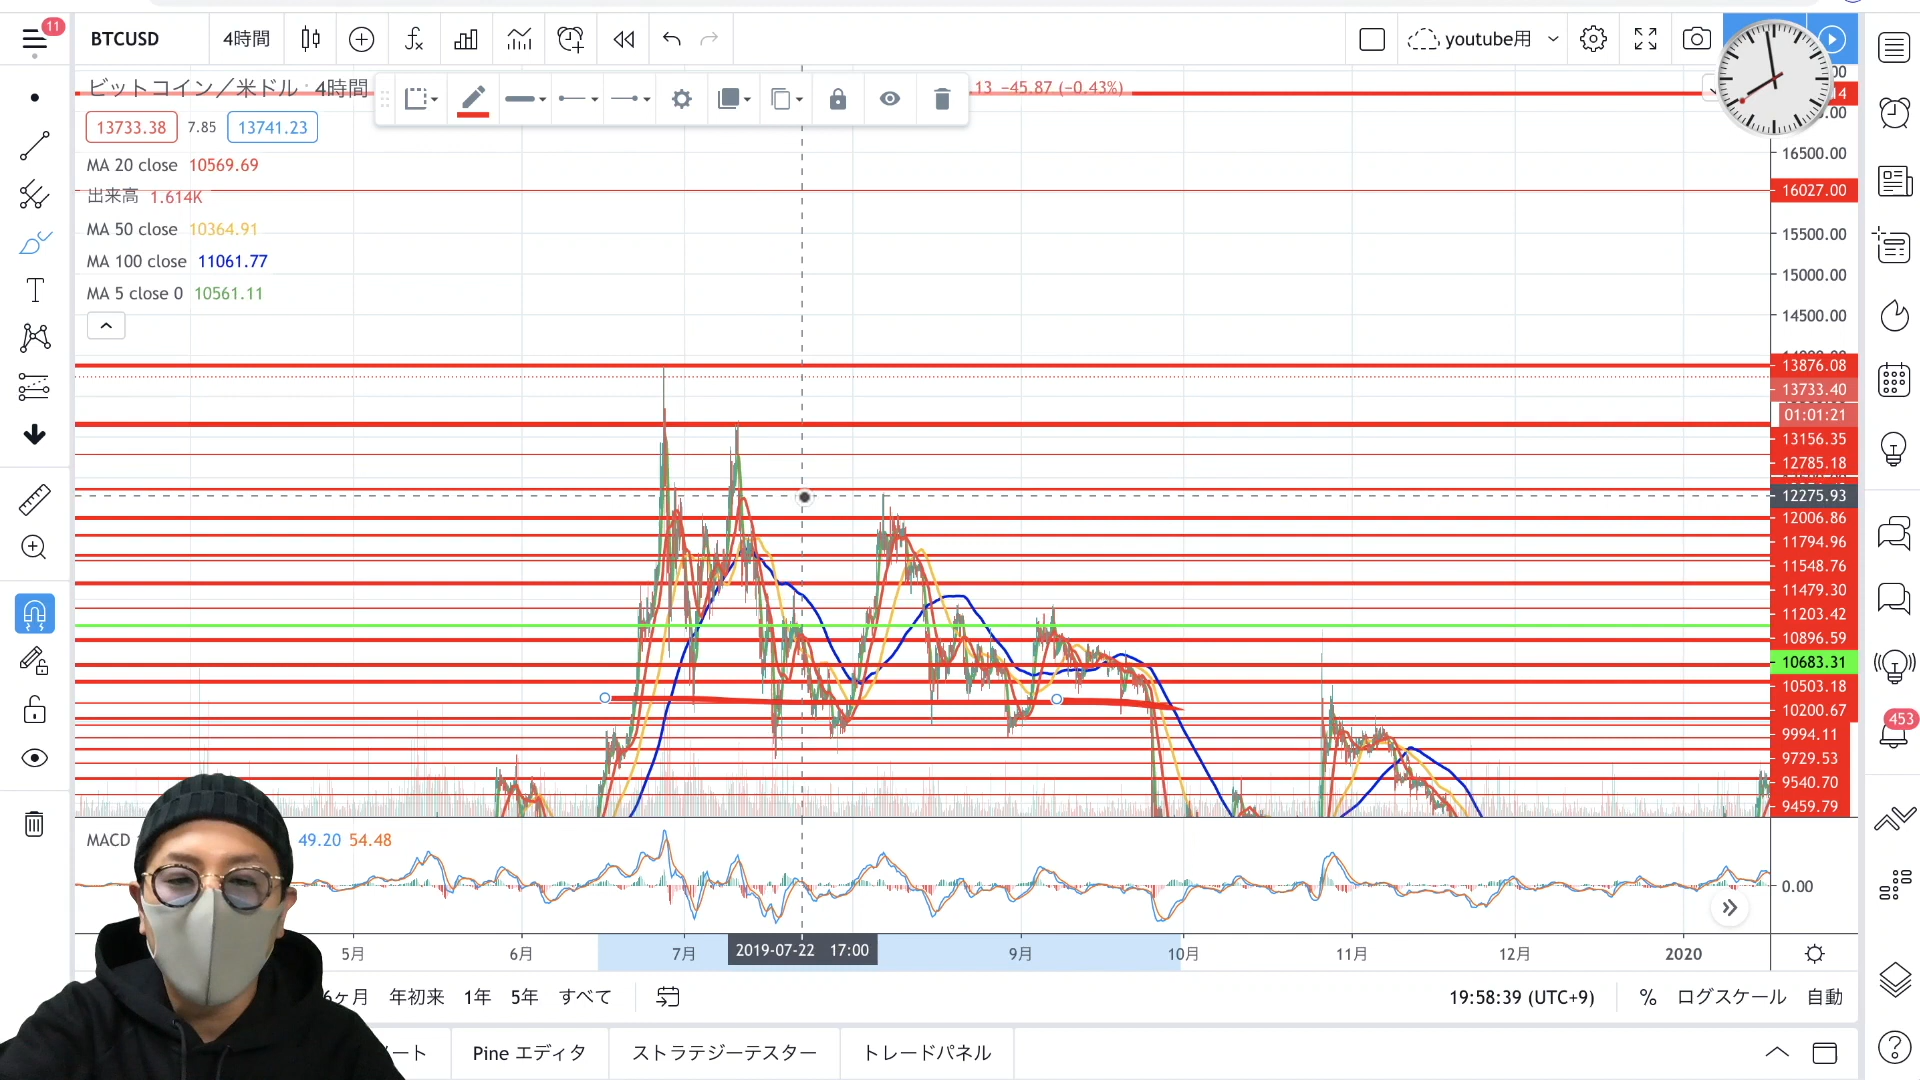 11
BTCUSD
4時間
youtube用
ビットコイン／米ドル · 4時間
13 −45.87 (−0.43%)
13733.38
7.85
13741.23
MA 20 close 10569.69
出来高 1.614K
MA 50 close 10364.91
MA 100 close 11061.77
MA 5 close 0 10561.11
16500.00
16027.00
15500.00
15000.00
14500.00
13876.08
13733.40
01:01:21
13156.35
12785.18
12275.93
12006.86
11794.96
11548.76
11479.30
11203.42
10896.59
10683.31
10503.18
10200.67
9994.11
9729.53
9540.70
9459.79
453
MACD
49.20 54.48
0.00
5月
6月
7月
2019-07-22 17:00
9月
10月
11月
12月
2020
6ヶ月
年初来
1年
5年
すべて
19:58:39 (UTC+9)
%
ログスケール
自動
Pine エディタ
ストラテジーテスター
トレードパネル